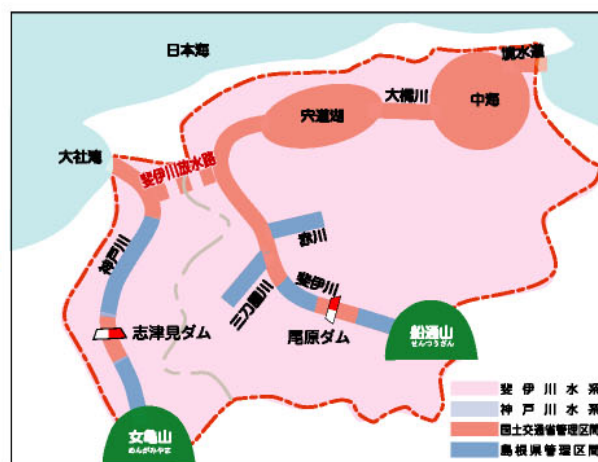 日本海
境水道
大橋川
宍道湖
中海
大社湾
斐伊川放水路
神戸川
赤川
斐伊川
三刀屋川
志津見ダム
尾原ダム
船通山
せんつうざん
女亀山
めんがみやま
斐伊川水系
神戸川水系
国土交通省管理区間
島根県管理区間